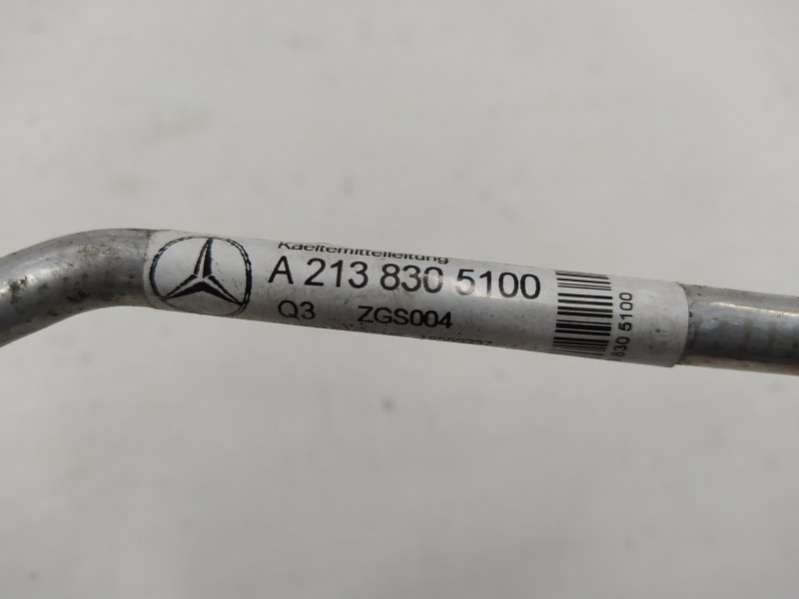 Kaeltemittelleitung
A 213 830 5100
Q3 ZGS004
830 5100